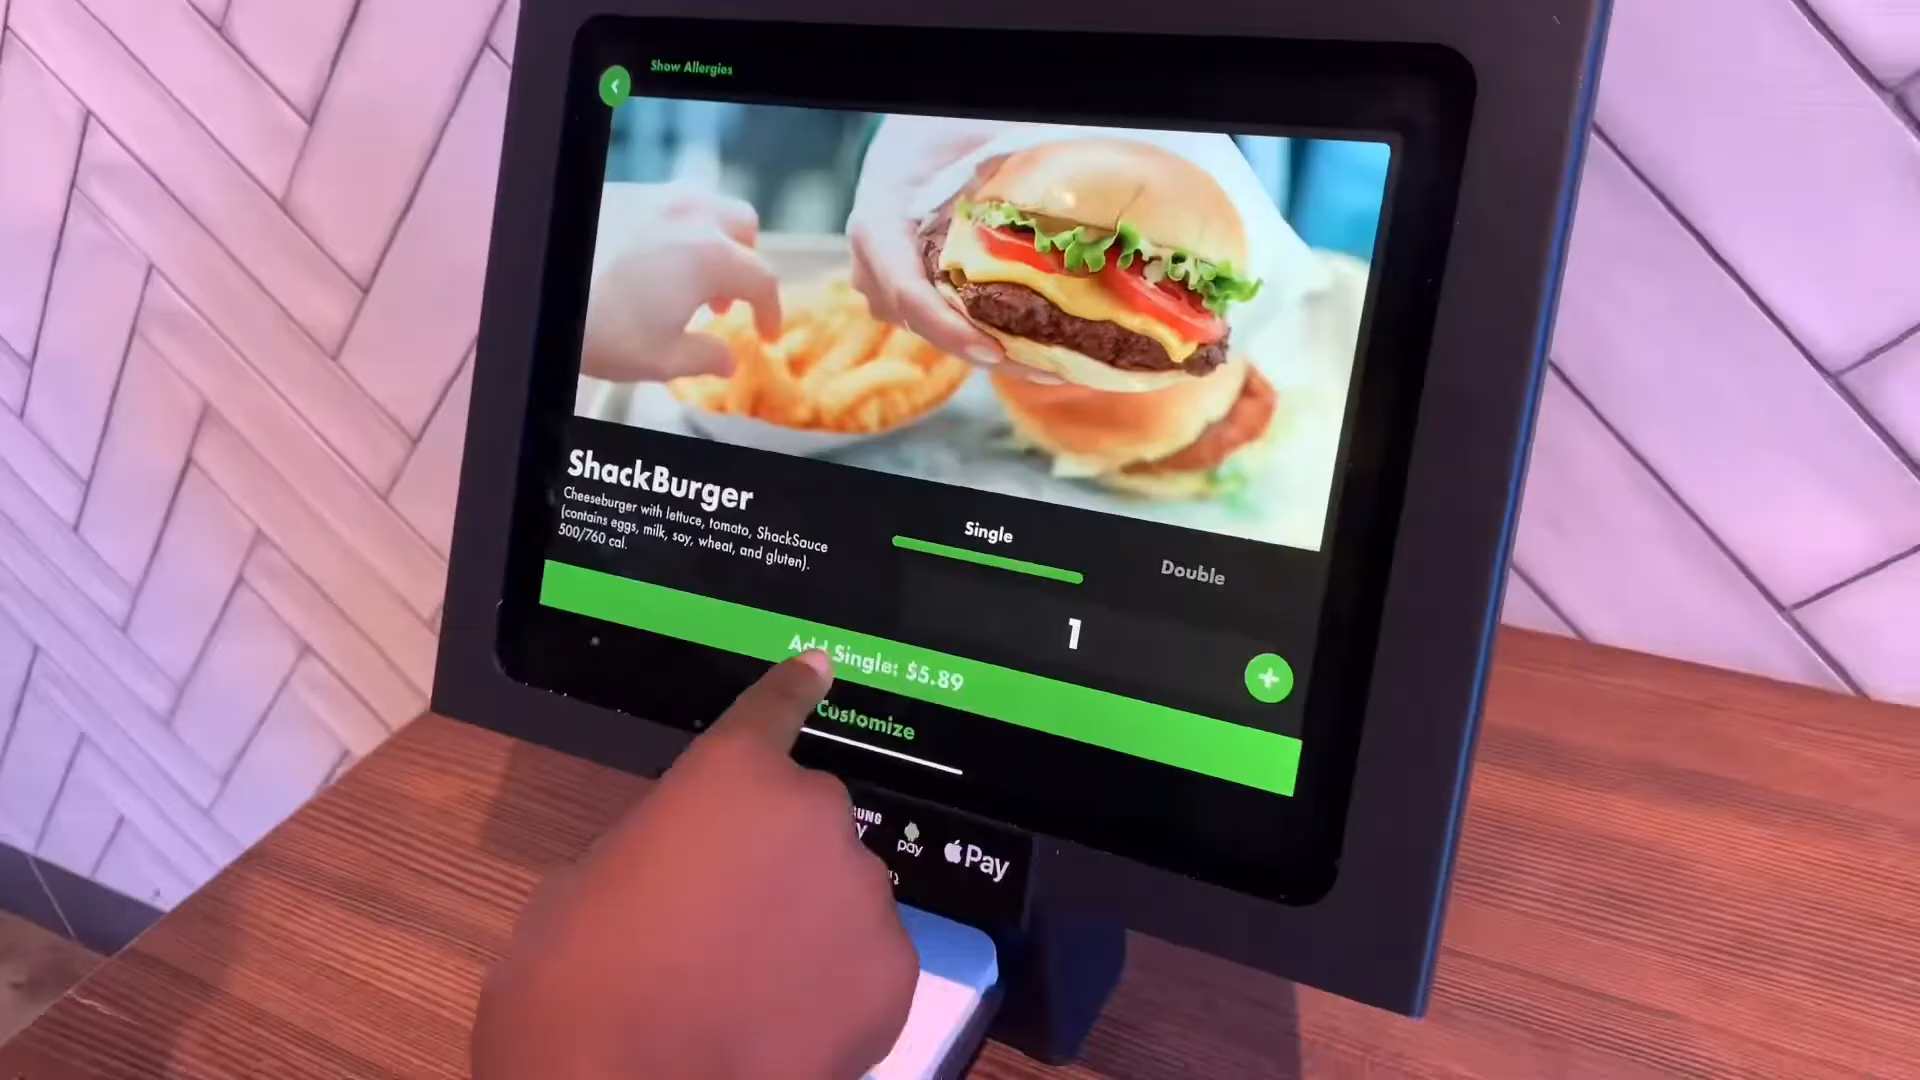 Show Allergies
ShackBurger
Cheeseburger with lettuce, tomato, ShackSauce
(contains eggs, milk, soy, wheat, and gluten).
500/760 cal.
Single
Double
1
+
Add Single: $5.89
Customize
pay
Pay